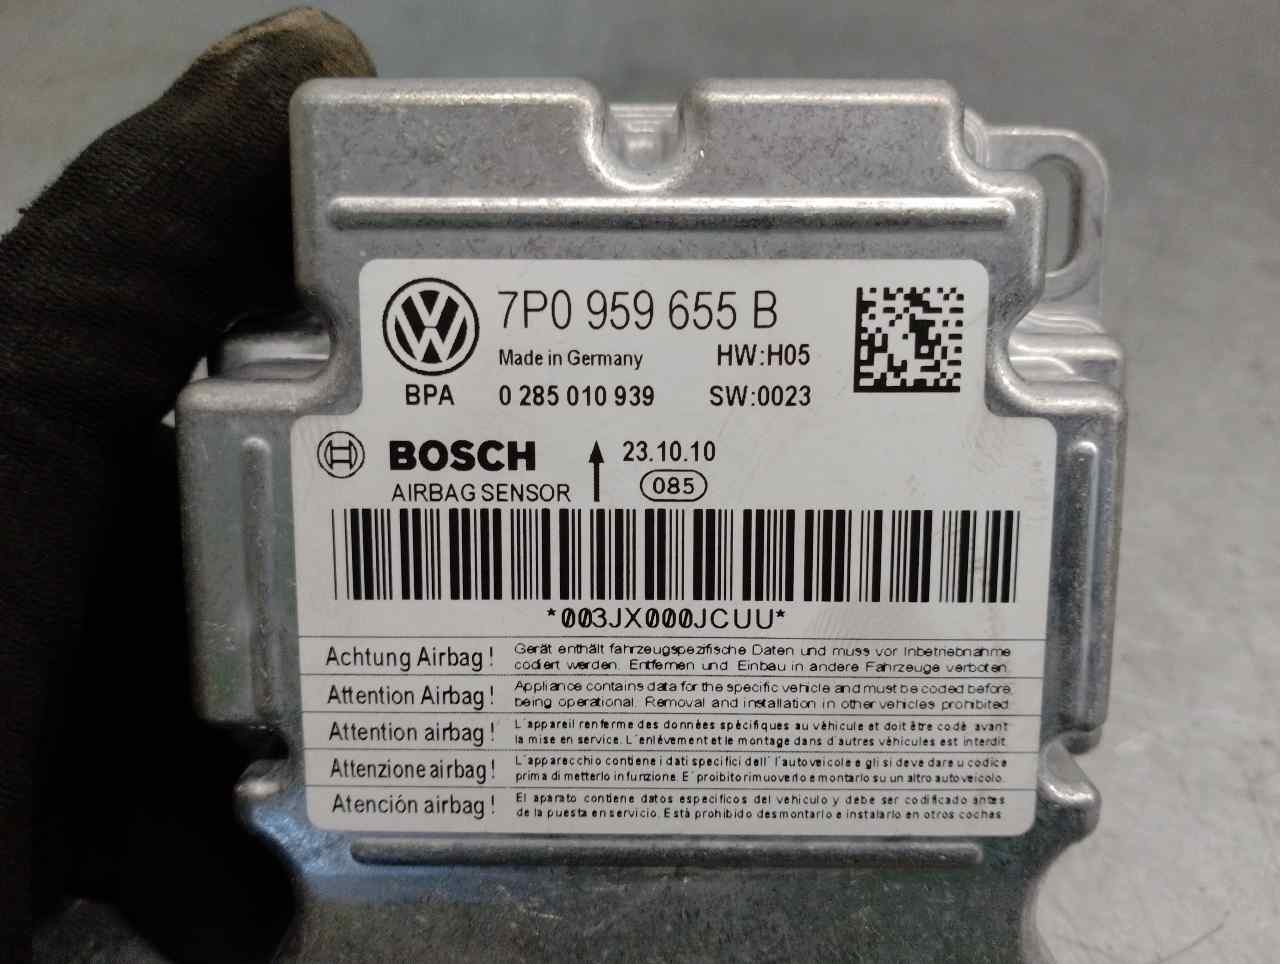 7P0 959 655 B
Made in Germany HW:H05
BPA 0 285 010 939 SW:0023
BOSCH 23.10.10
AIRBAG SENSOR 085
*003JX000JCUU*
Achtung Airbag! Gerät enthält fahrzeugspezifische Daten und muss vor Inbetriebnahme
codiert werden. Entfernen und Einbau in andere Fahrzeuge verboten.
Attention Airbag! Appliance contains data for the specific vehicle and must be coded before
being operational. Removal and installation in other vehicles prohibited
Attention airbag! L'appareil renferme des données spécifiques au véhicule et doit être codé avant
la mise en service. L'enlévement et le montage dans d'autres véhicules est interdit.
Attenzione airbag! L'apparecchio contiene i dati specifici dell' l'autoveicolo e gli si deve dare u codice
prima di metterlo in funzione. E' proibito rimuoverlo e montarlo su un altro autoveicolo.
Atención airbag! El aparato contiene datos especificos del vehiculo y debe ser codificado antes
de la puesta en servicio. Está prohibido desmontarlo e instalarlo en otros coches